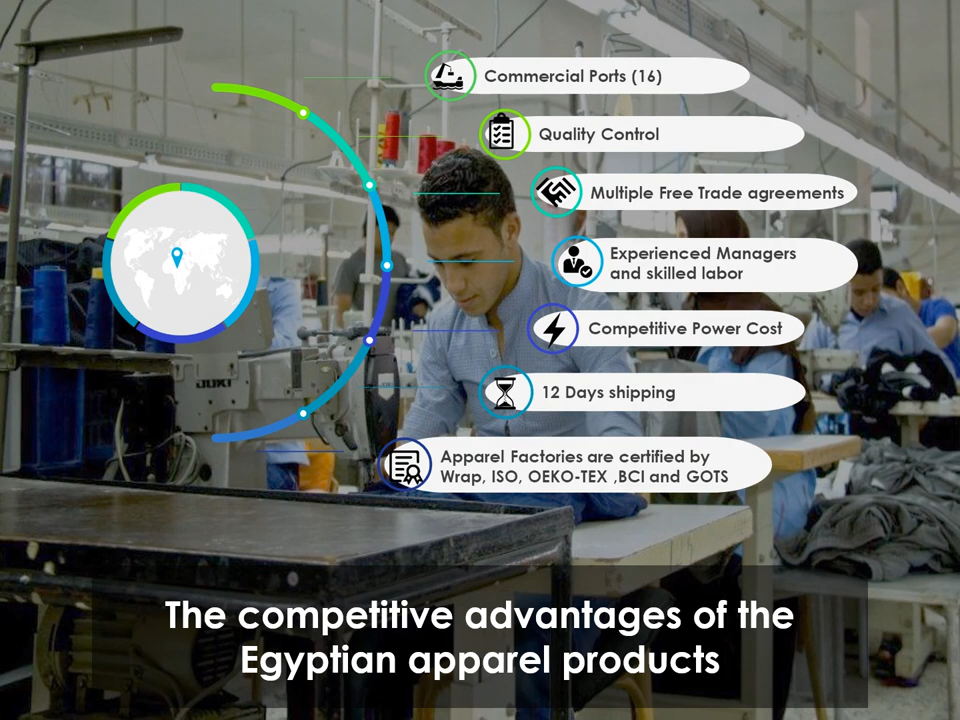 Commercial Ports (16)
Quality Control
Multiple Free Trade agreements
Experienced Managers
and skilled labor
Competitive Power Cost
12 Days shipping
Apparel Factories are certified by
Wrap, ISO, OEKO-TEX ,BCI and GOTS
JUKI
The competitive advantages of the
Egyptian apparel products